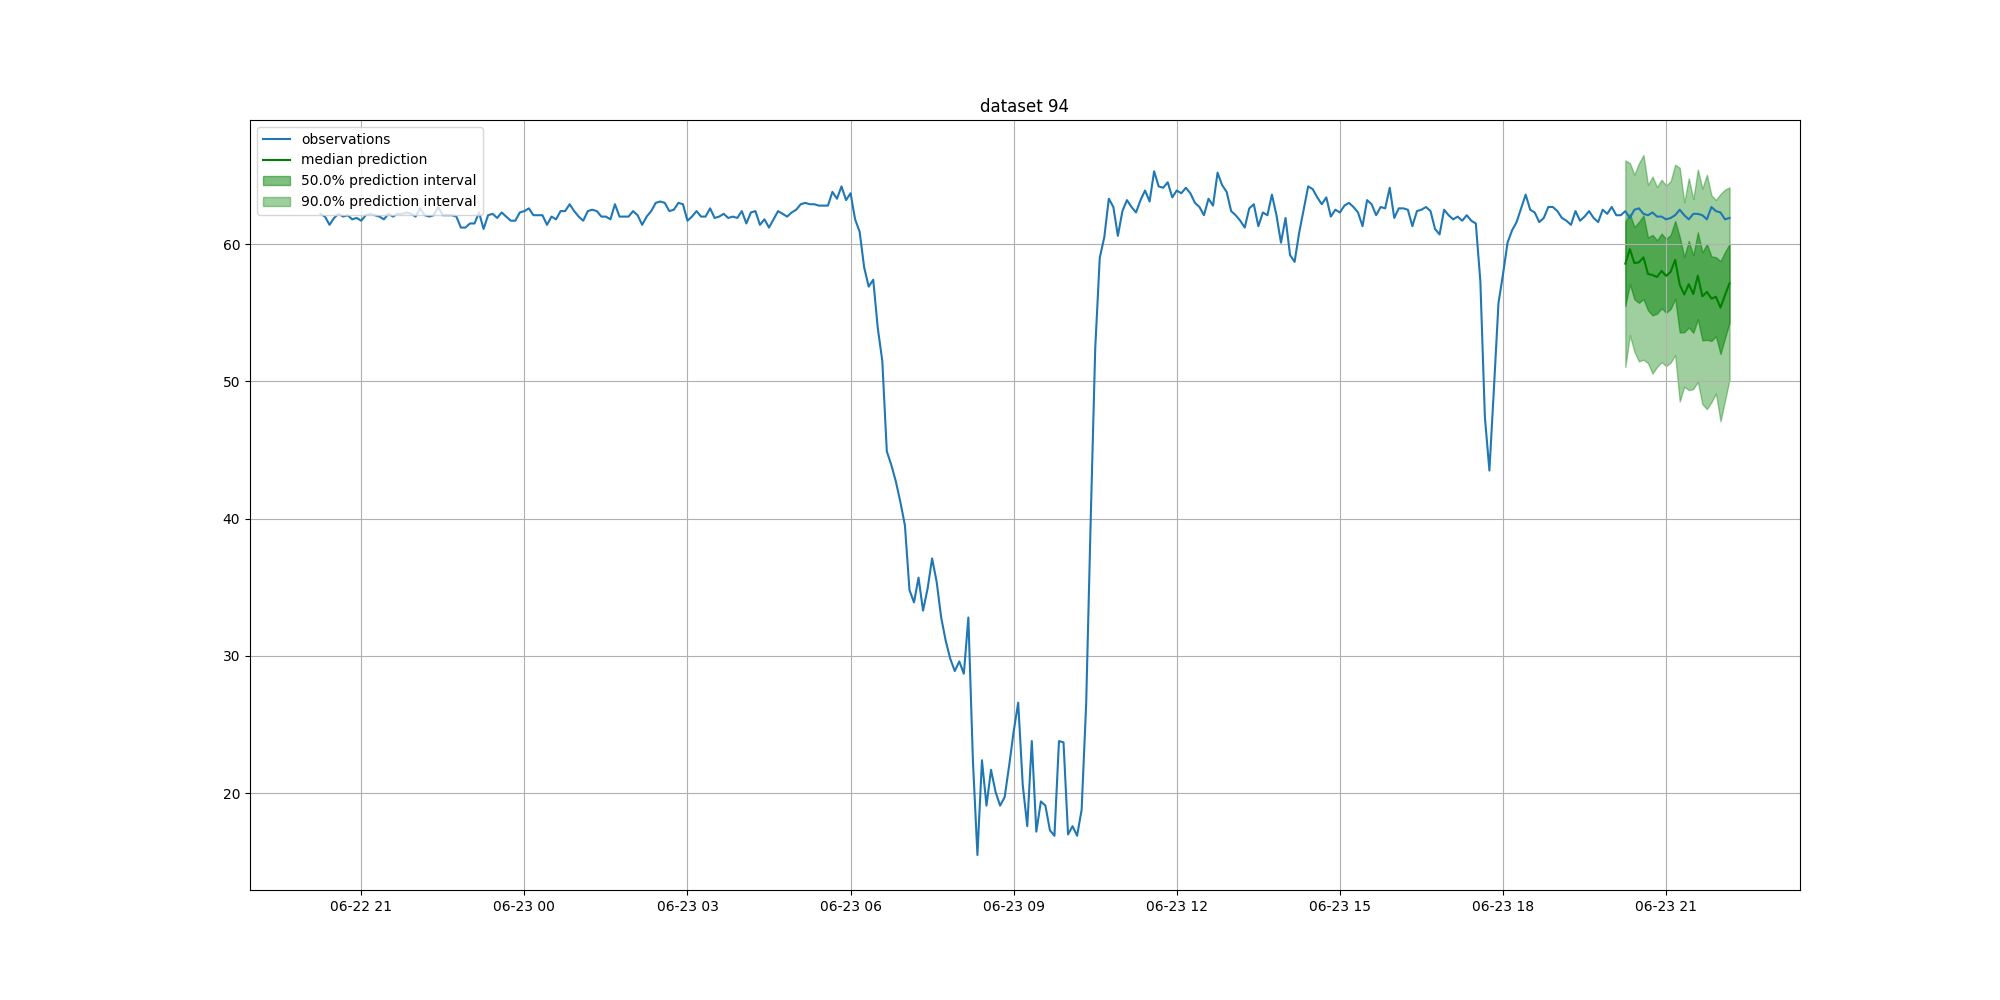 dataset 94
observations
median prediction
50.0% prediction interval
90.0% prediction interval
60
50
40
30
20
06-22 21
06-23 00
06-23 03
06-23 06
06-23 09
06-23 12
06-23 15
06-23 18
06-23 21